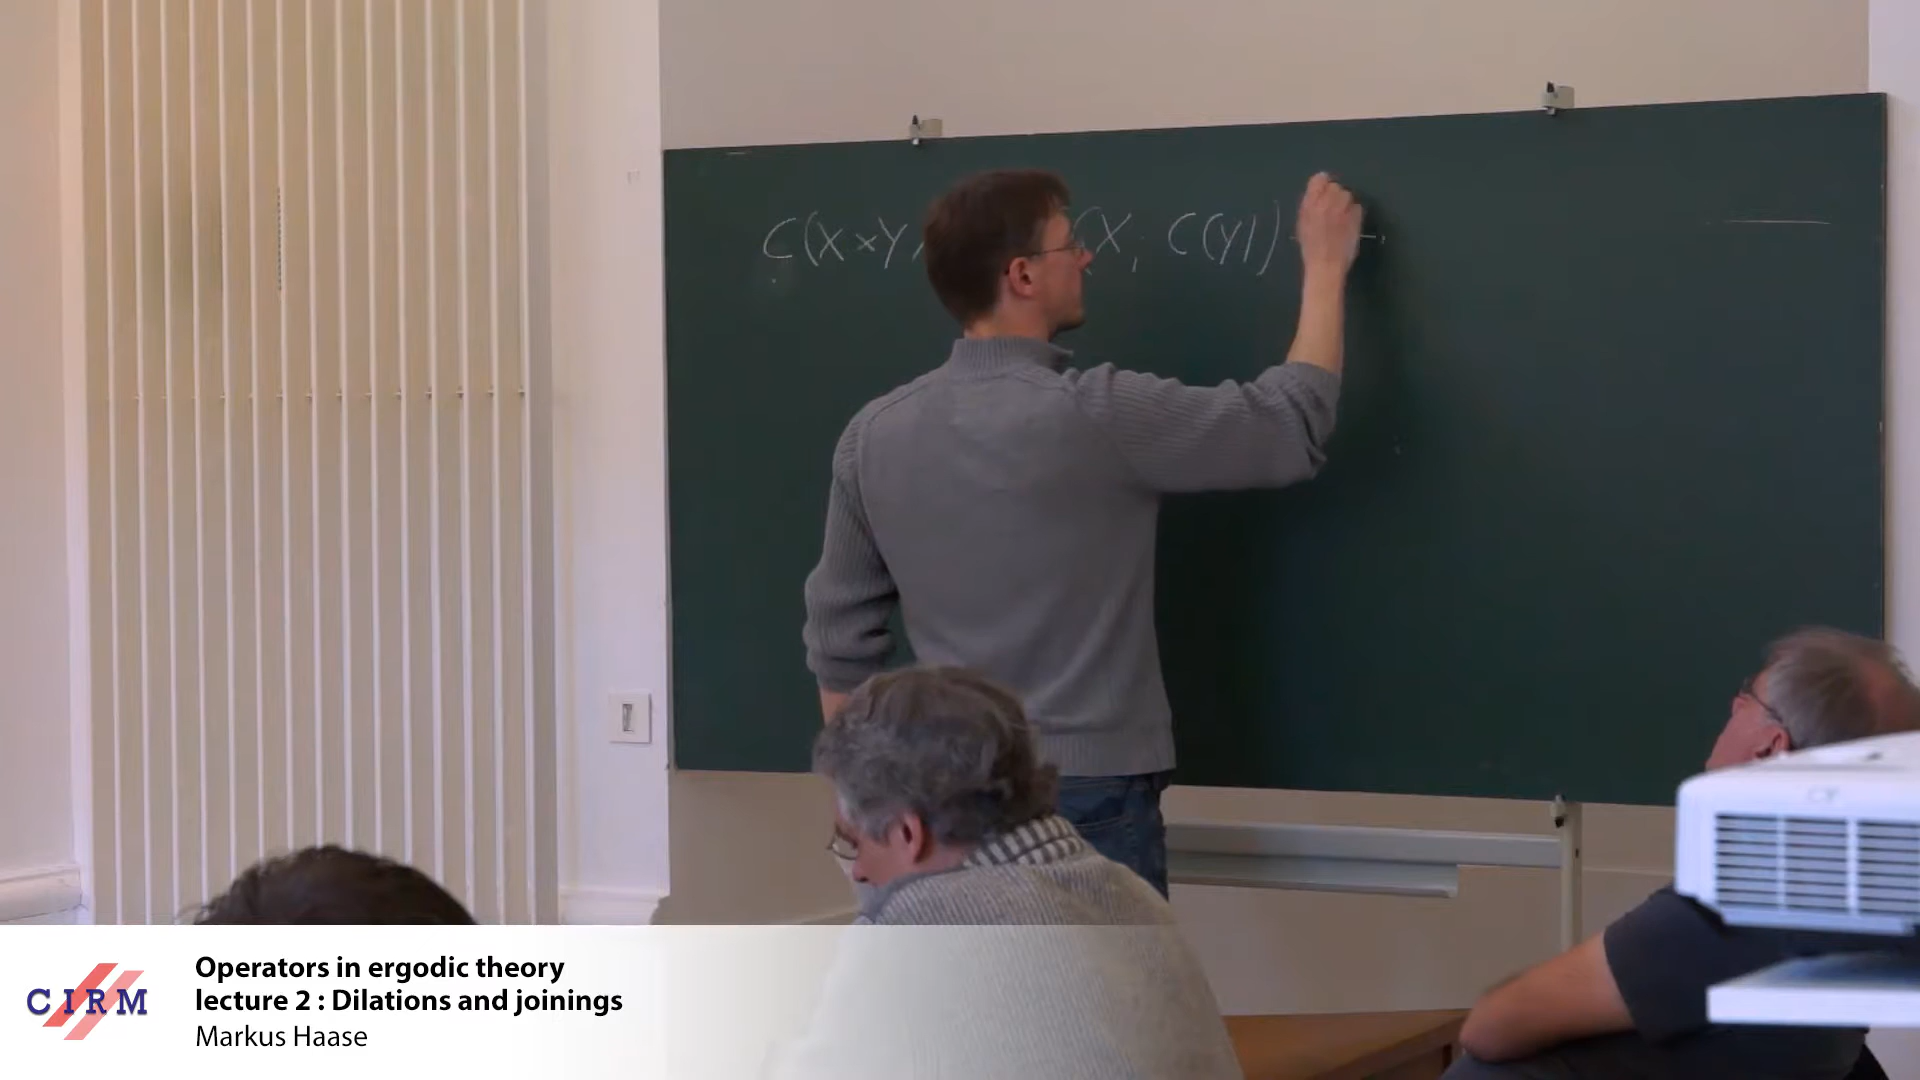 C(X×Y) (X; C(Y))
CIRM
Operators in ergodic theory
lecture 2 : Dilations and joinings
Markus Haase